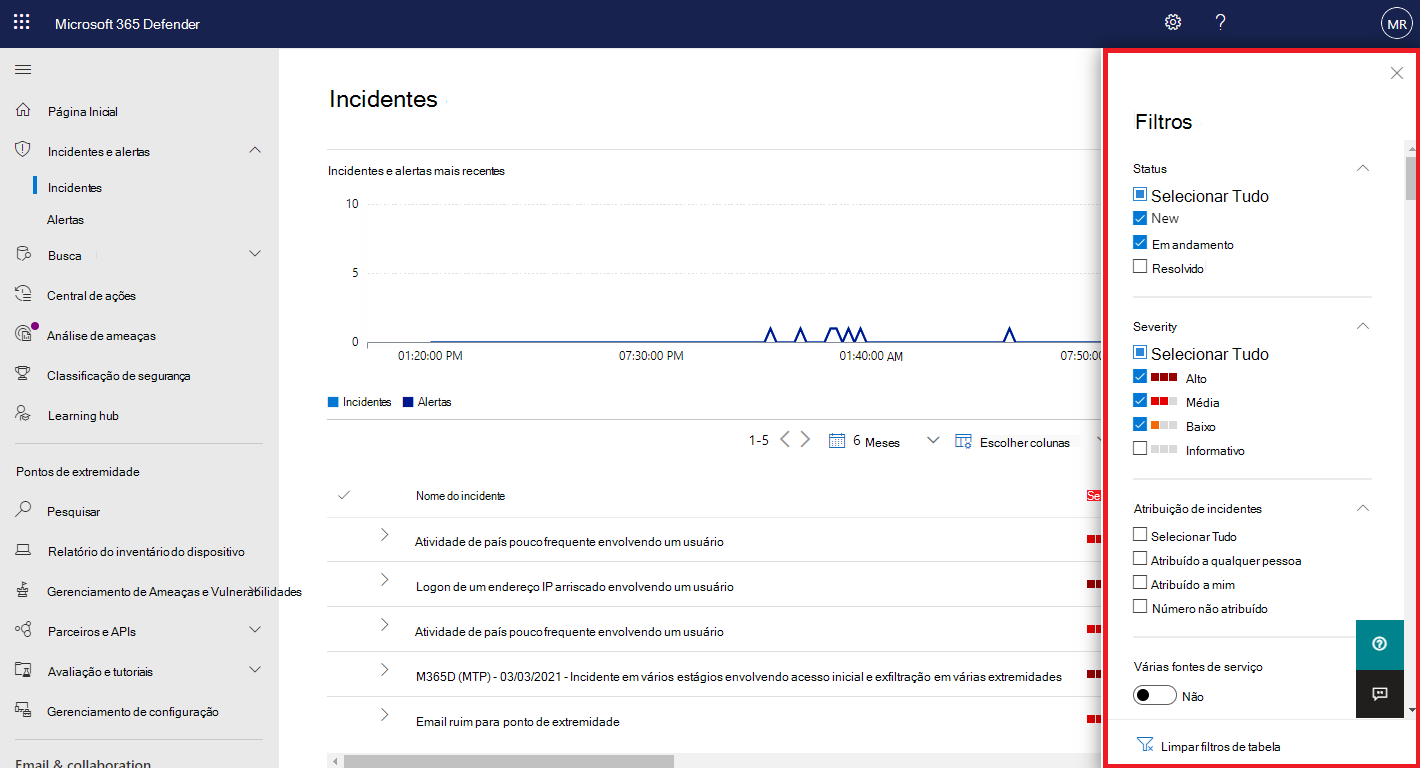 Microsoft 365 Defender
MR
Página Inicial
Incidentes e alertas
Incidentes
Alertas
Busca
Central de ações
Análise de ameaças
Classificação de segurança
Learning hub
Pontos de extremidade
Pesquisar
Relatório do inventário do dispositivo
Gerenciamento de Ameaças e Vulnerabilidades
Parceiros e APIs
Avaliação e tutoriais
Gerenciamento de configuração
Email & collaboration
Incidentes
Incidentes e alertas mais recentes
10
5
0
01:20:00 PM 07:30:00 PM 01:40:00 AM 07:50:00
Incidentes Alertas
1-5 6 Meses Escolher colunas
Nome do incidente Se
Atividade de país pouco frequente envolvendo um usuário
Logon de um endereço IP arriscado envolvendo um usuário
Atividade de país pouco frequente envolvendo um usuário
M365D (MTP) - 03/03/2021 - Incidente em vários estágios envolvendo acesso inicial e exfiltração em várias extremidades
Email ruim para ponto de extremidade
Filtros
Status
Selecionar Tudo
New
Em andamento
Resolvido
Severity
Selecionar Tudo
Alto
Média
Baixo
Informativo
Atribuição de incidentes
Selecionar Tudo
Atribuído a qualquer pessoa
Atribuído a mim
Número não atribuído
Várias fontes de serviço
Não
Limpar filtros de tabela